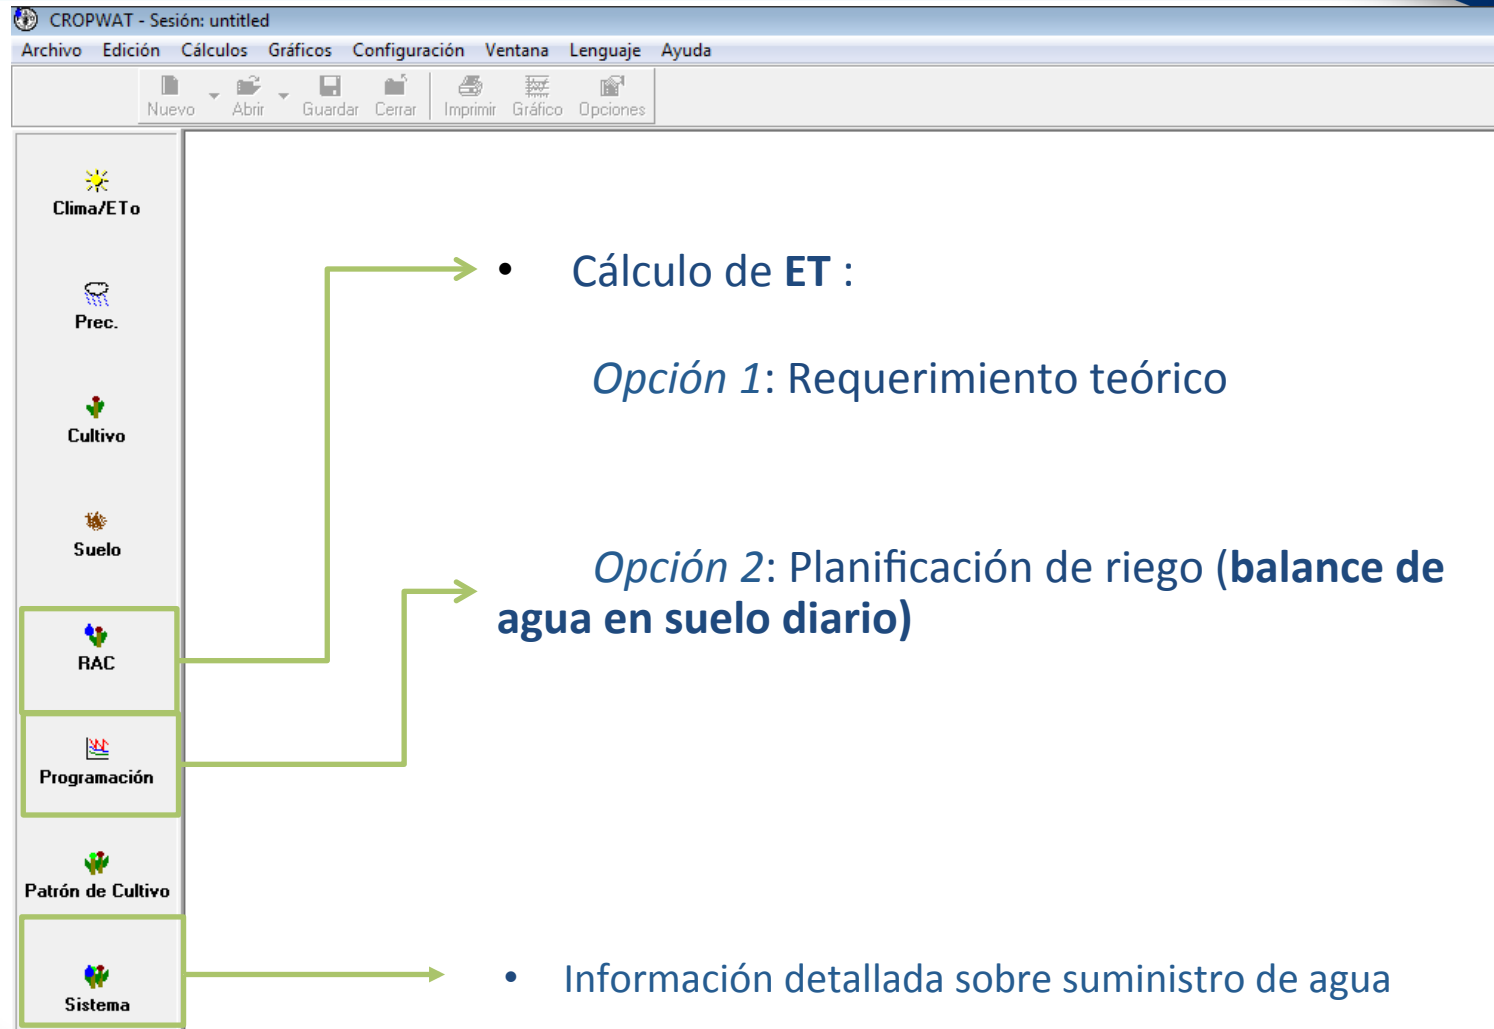 CROPWAT - Sesión: untitled
Archivo Edición Cálculos Gráficos Configuración Ventana Lenguaje Ayuda
Nuevo Abrir Guardar Cerrar Imprimir Gráfico Opciones
Clima/ETo
Prec.
Cultivo
Suelo
RAC
Programación
Patrón de Cultivo
Sistema
• Cálculo de ET :
Opción 1: Requerimiento teórico
Opción 2: Planificación de riego (balance de
agua en suelo diario)
• Información detallada sobre suministro de agua